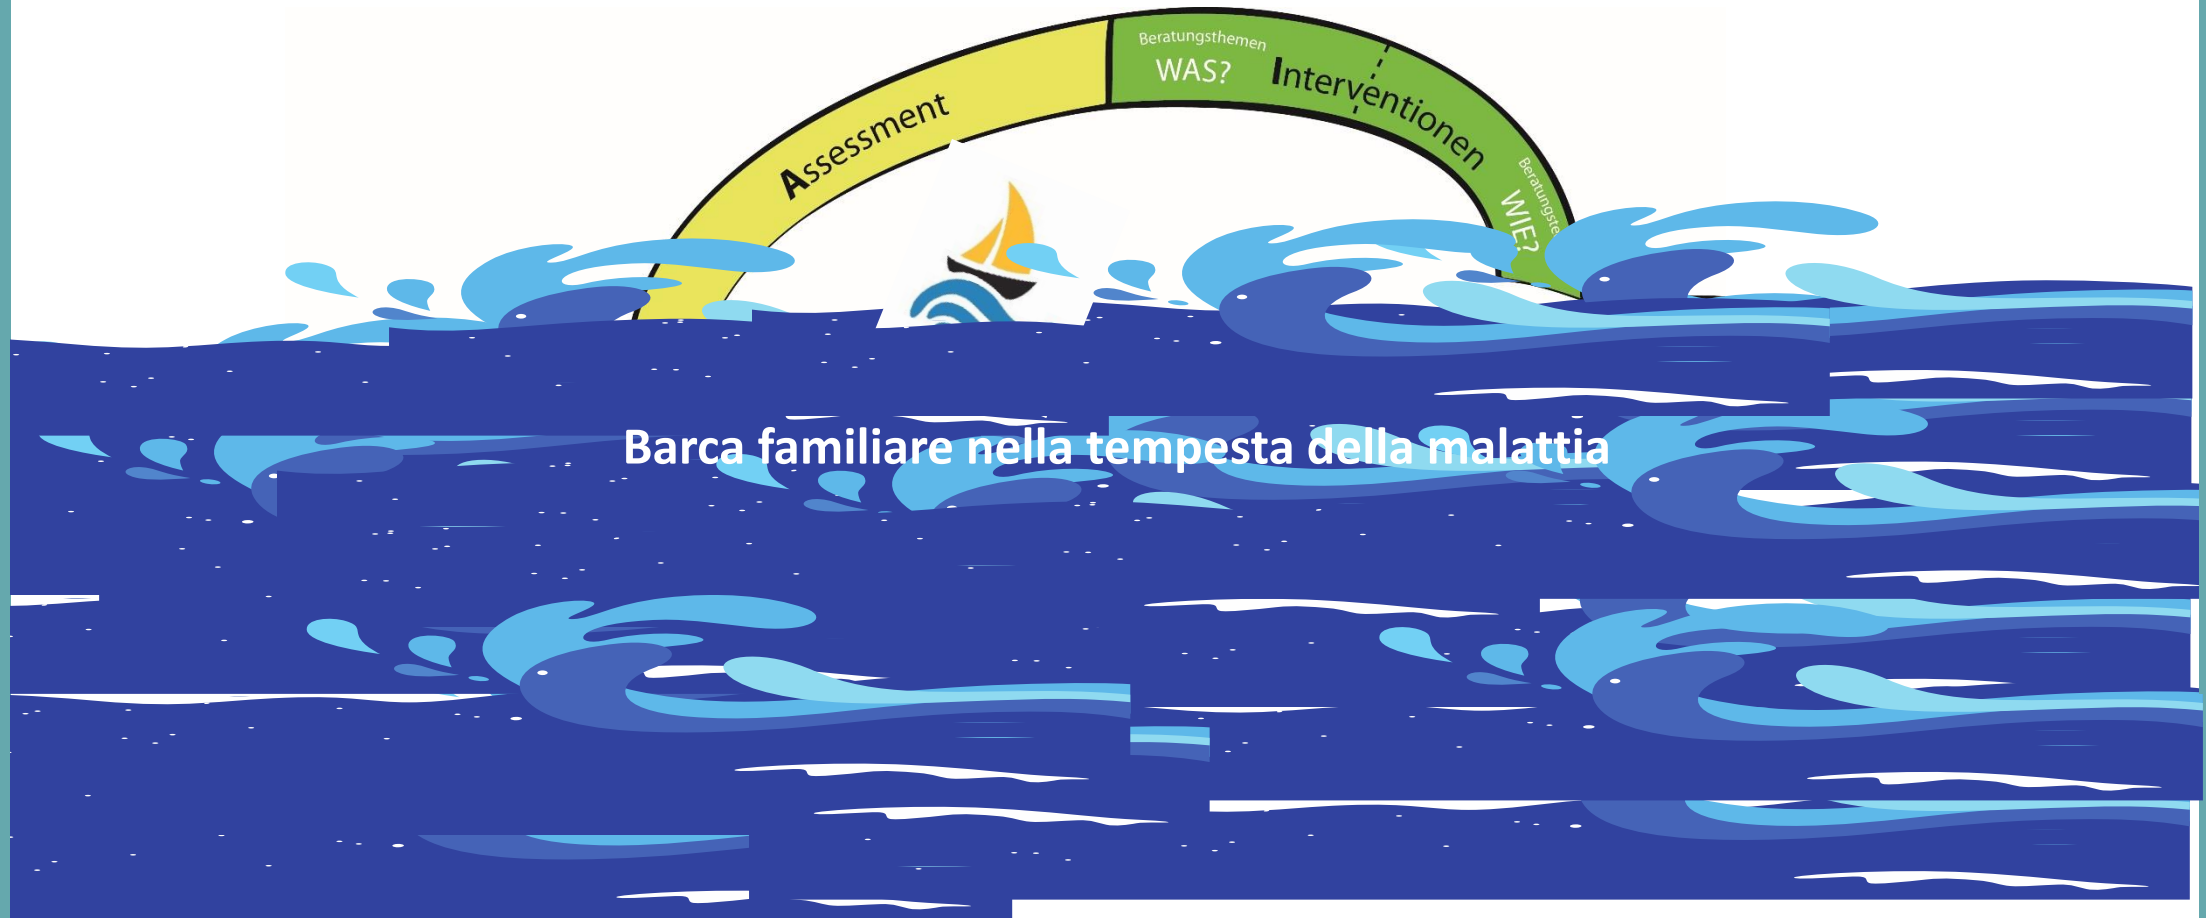 Assessment
Beratungsthemen
WAS?
Interventionen
WIE?
Barca familiare nella tempesta della malattia